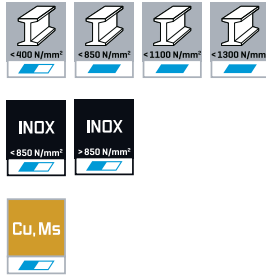 <400 N/mm² <850 N/mm² <1100 N/mm² <1300 N/mm²
INOX INOX
<850 N/mm² >850 N/mm²
Cu, Ms